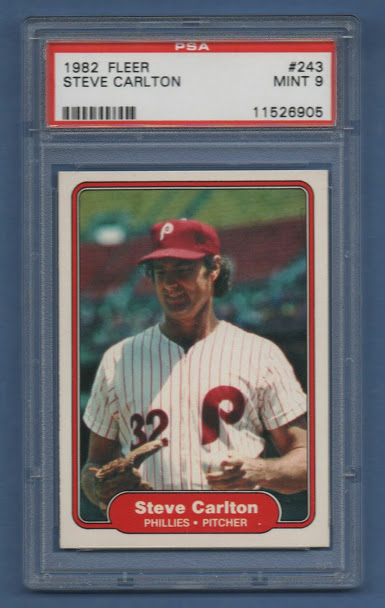 PSA
1982 FLEER #243
STEVE CARLTON MINT 9
11526905
P
32 P
Steve Carlton
PHILLIES • PITCHER